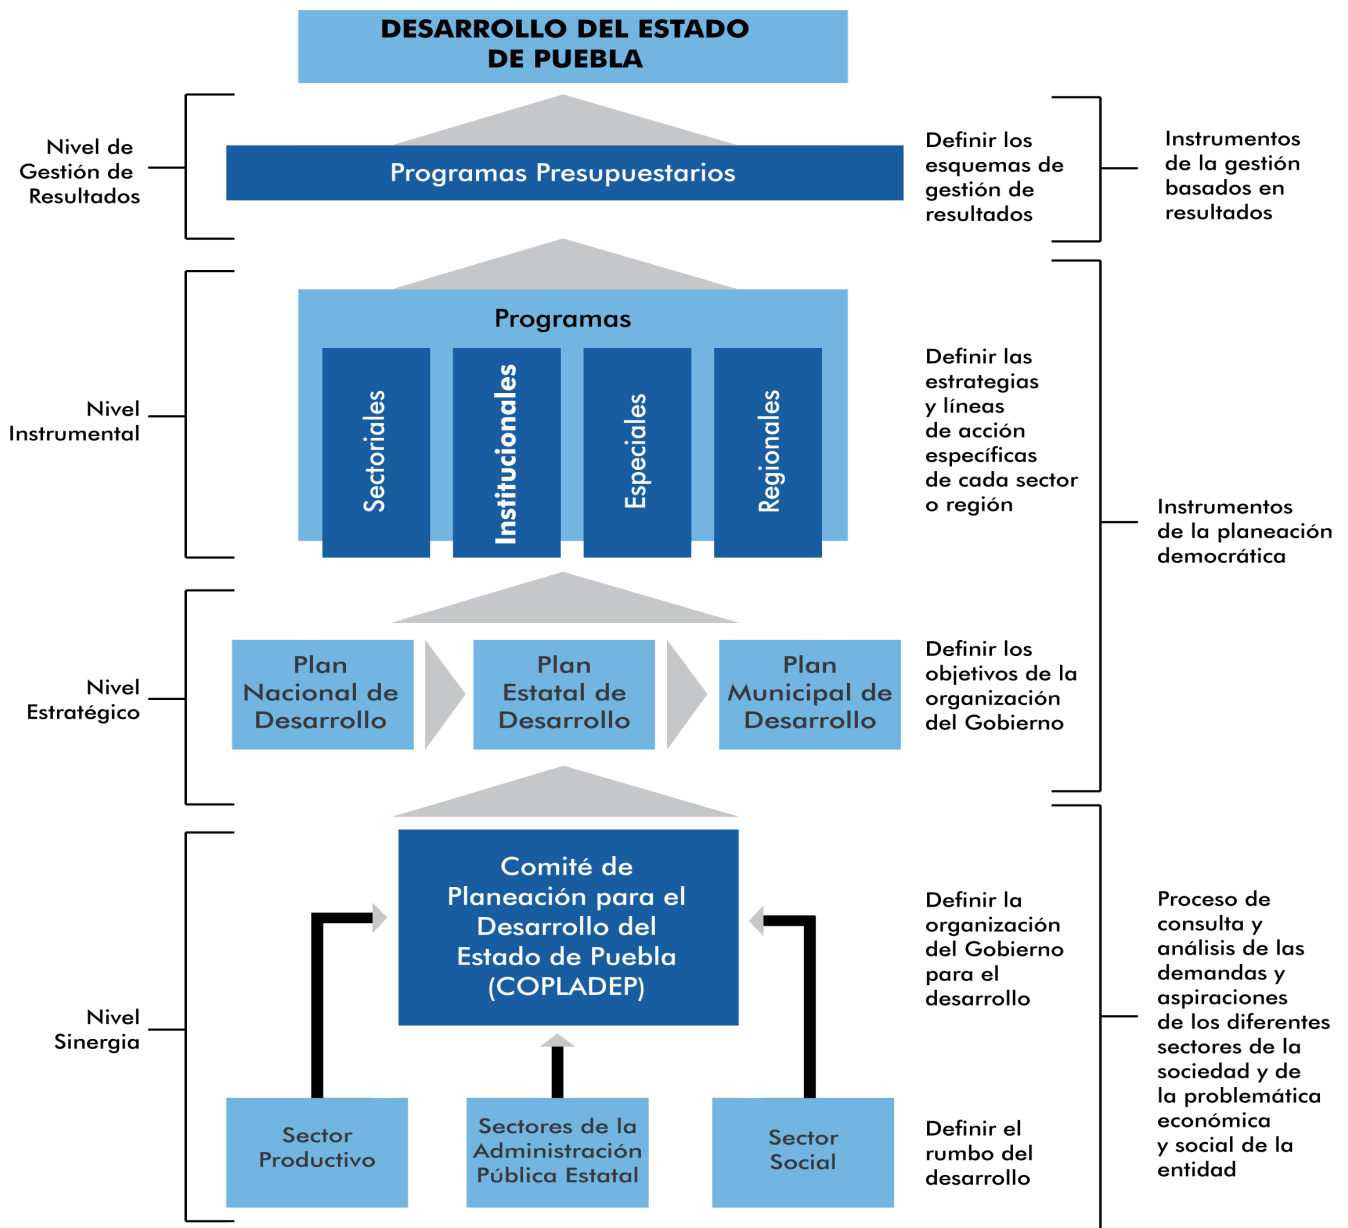 DESARROLLO DEL ESTADO
DE PUEBLA
Nivel de
Gestión de
Resultados
Programas Presupuestarios
Definir los
esquemas de
gestión de
resultados
Instrumentos
de la gestión
basados en
resultados
Nivel
Instrumental
Programas
Sectoriales
Institucionales
Especiales
Regionales
Definir las
estrategias
y líneas
de acción
específicas
de cada sector
o región
Instrumentos
de la planeación
democrática
Nivel
Estratégico
Plan
Nacional de
Desarrollo
Plan
Estatal de
Desarrollo
Plan
Municipal de
Desarrollo
Definir los
objetivos de la
organización
del Gobierno
Nivel
Sinergia
Comité de
Planeación para el
Desarrollo del
Estado de Puebla
(COPLADEP)
Definir la
organización
del Gobierno
para el
desarrollo
Proceso de
consulta y
análisis de las
demandas y
aspiraciones
de los diferentes
sectores de la
sociedad y de
la problemática
económica
y social de la
entidad
Sector
Productivo
Sectores de la
Administración
Pública Estatal
Sector
Social
Definir el
rumbo del
desarrollo